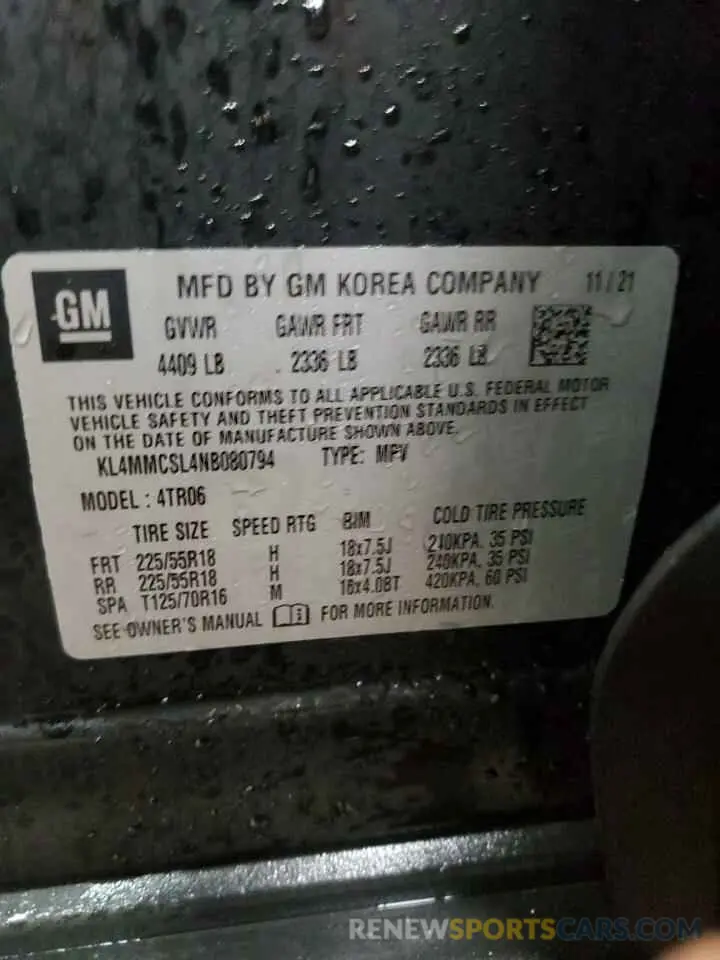 GM
MFD BY GM KOREA COMPANY 11/21
GVWR GAWR FRT GAWR RR
4409 LB 2336 LB 2336 LB
THIS VEHICLE CONFORMS TO ALL APPLICABLE U.S. FEDERAL MOTOR
VEHICLE SAFETY AND THEFT PREVENTION STANDARDS IN EFFECT
ON THE DATE OF MANUFACTURE SHOWN ABOVE.
KL4MMCSL4NB080794 TYPE: MPV
MODEL: 4TR06
TIRE SIZE SPEED RTG RIM COLD TIRE PRESSURE
FRT 225/55R18 H 18x7.5J 240KPA, 35 PSI
RR 225/55R18 H 18x7.5J 240KPA, 35 PSI
SPA T125/70R16 M 16x4.0BT 420KPA, 60 PSI
SEE OWNER'S MANUAL FOR MORE INFORMATION.
RENEWSPORTSCARS.COM